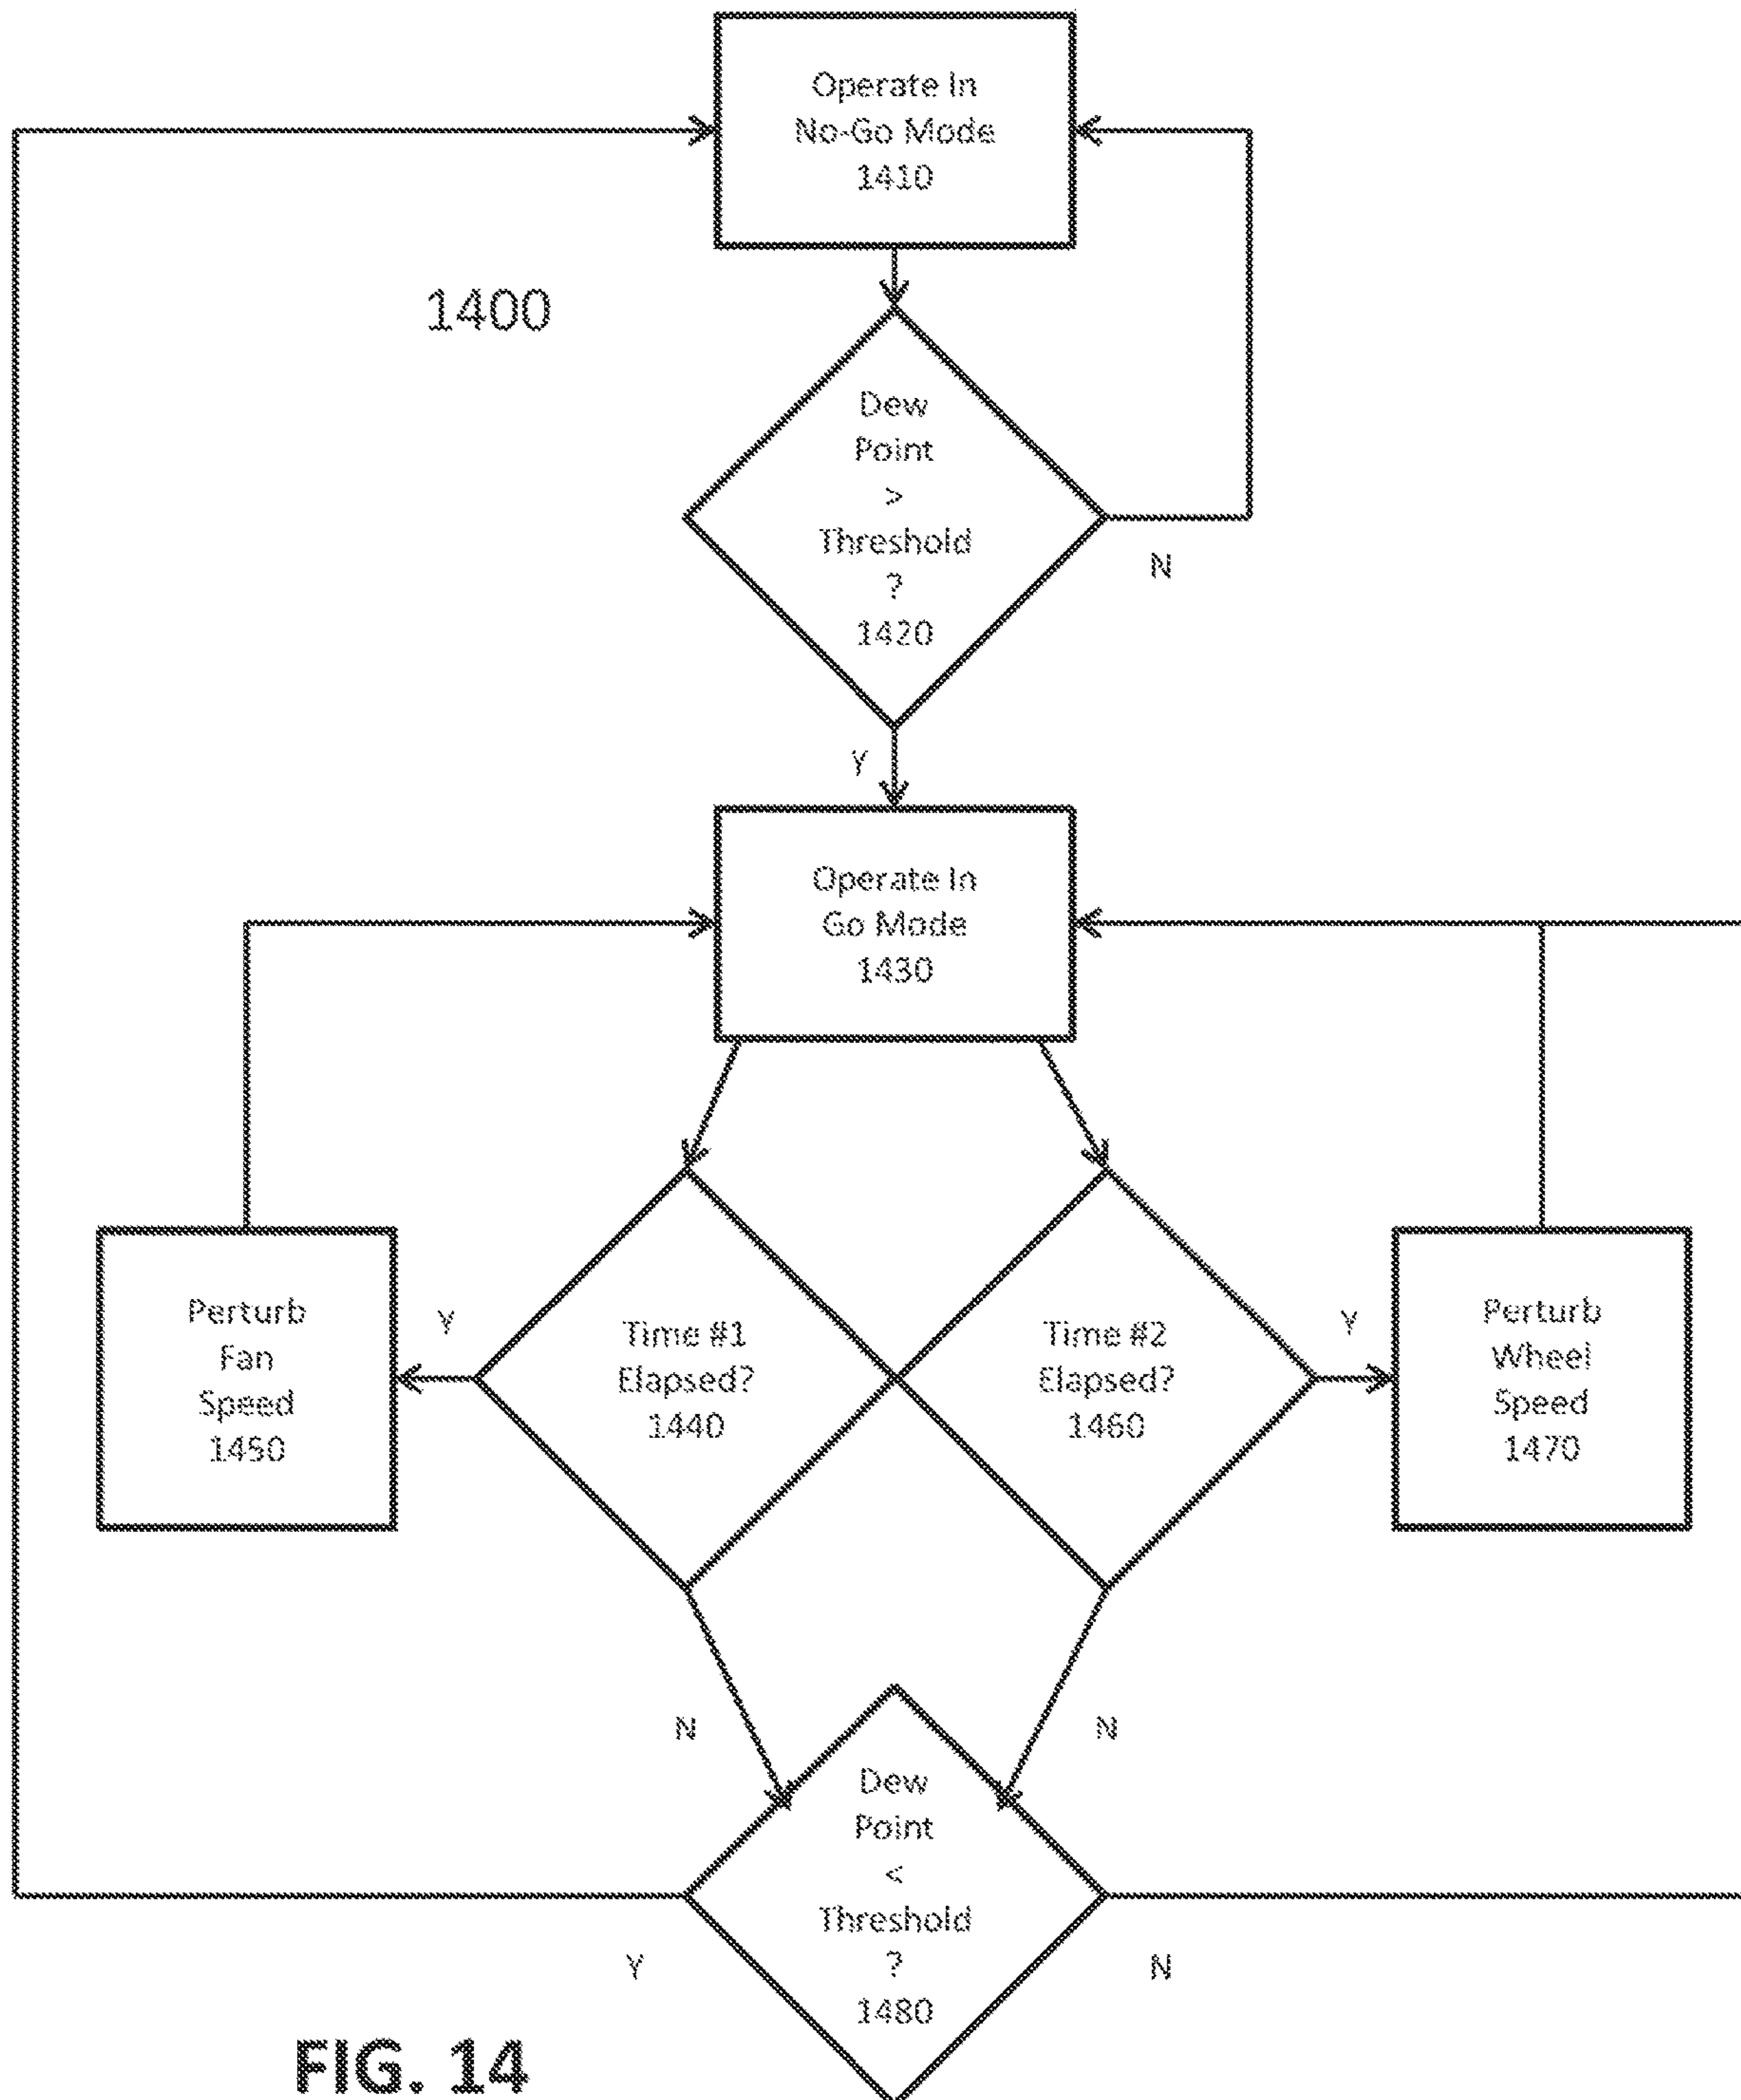 Operate In
No-Go Mode
1410
1400
Dew
Point
>
Threshold
?
1420
N
Y
Operate In
Go Mode
1430
Perturb
Fan
Speed
1450
Y
Time #1
Elapsed?
1440
Time #2
Elapsed?
1460
Y
Perturb
Wheel
Speed
1470
N
N
Dew
Point
<
Threshold
?
1480
Y
N
FIG. 14